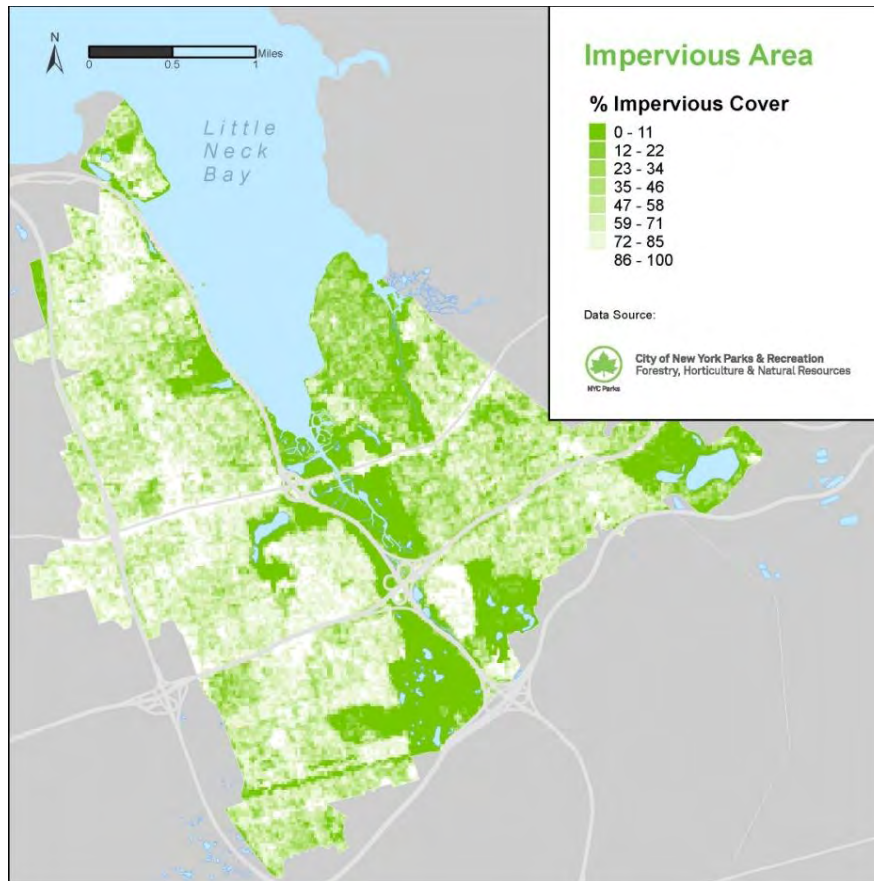 N
0
0.5
1
Miles
Little
Neck
Bay
Impervious Area
% Impervious Cover
0 - 11
12 - 22
23 - 34
35 - 46
47 - 58
59 - 71
72 - 85
86 - 100
Data Source:
City of New York Parks & Recreation
Forestry, Horticulture & Natural Resources
NYC Parks